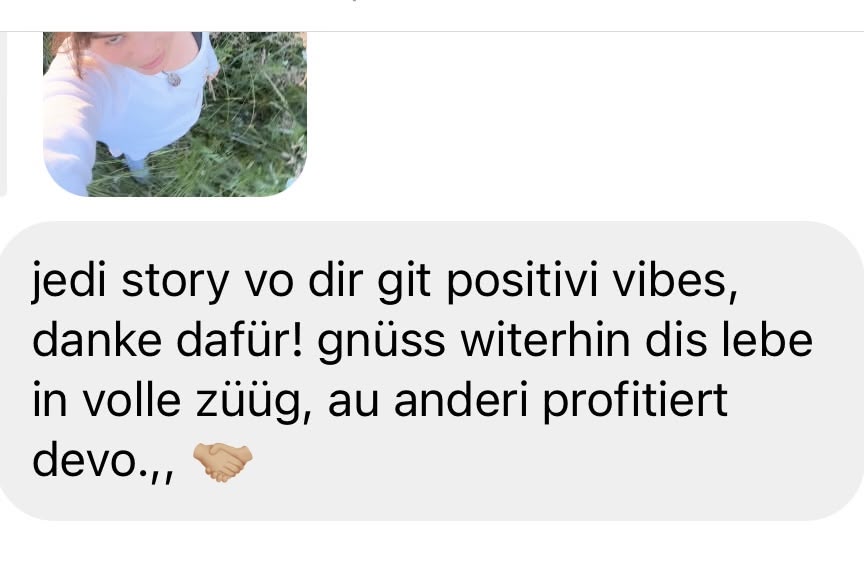 jedi story vo dir git positivi vibes,
danke dafür! gnüss witerhin dis lebe
in volle züüg, au anderi profitiert
devo.,, 🤝🏼